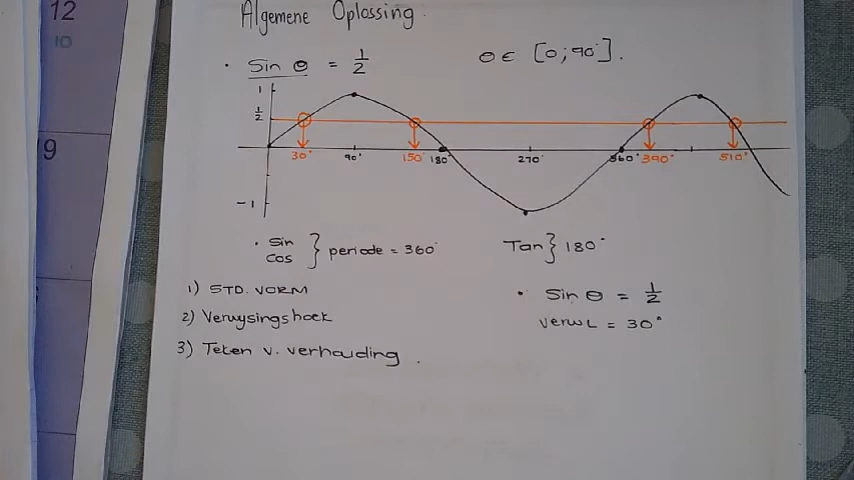 12
10
9
Algemene Oplossing.
• Sin θ = 1/2
θ ∈ [0; 90°].
1
1/2
30° 90° 150° 180° 270° 360° 390° 510°
-1
• Sin
Cos } periode = 360°
Tan } 180°
1) STD. VORM
2) Verwysingshoek
3) Teken v. verhouding.
• Sin θ = 1/2
verw∠ = 30°